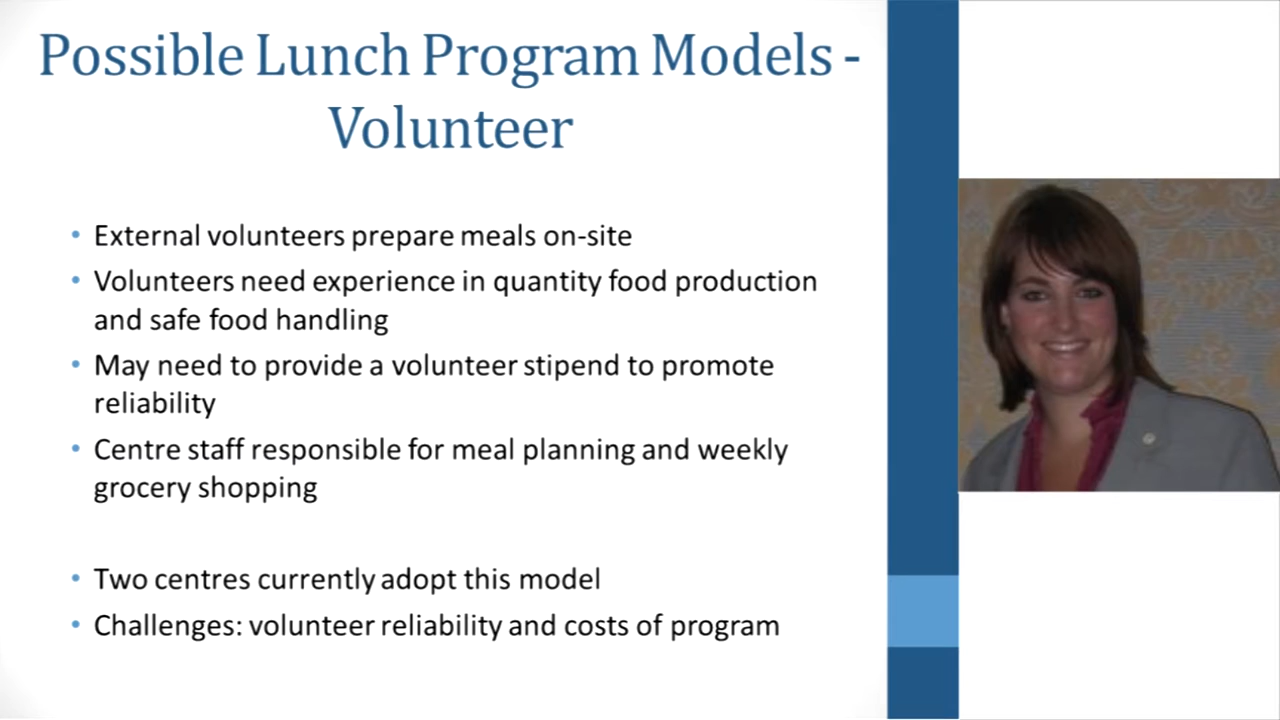 Possible Lunch Program Models -
Volunteer
• External volunteers prepare meals on-site
• Volunteers need experience in quantity food production
and safe food handling
• May need to provide a volunteer stipend to promote
reliability
• Centre staff responsible for meal planning and weekly
grocery shopping
• Two centres currently adopt this model
• Challenges: volunteer reliability and costs of program